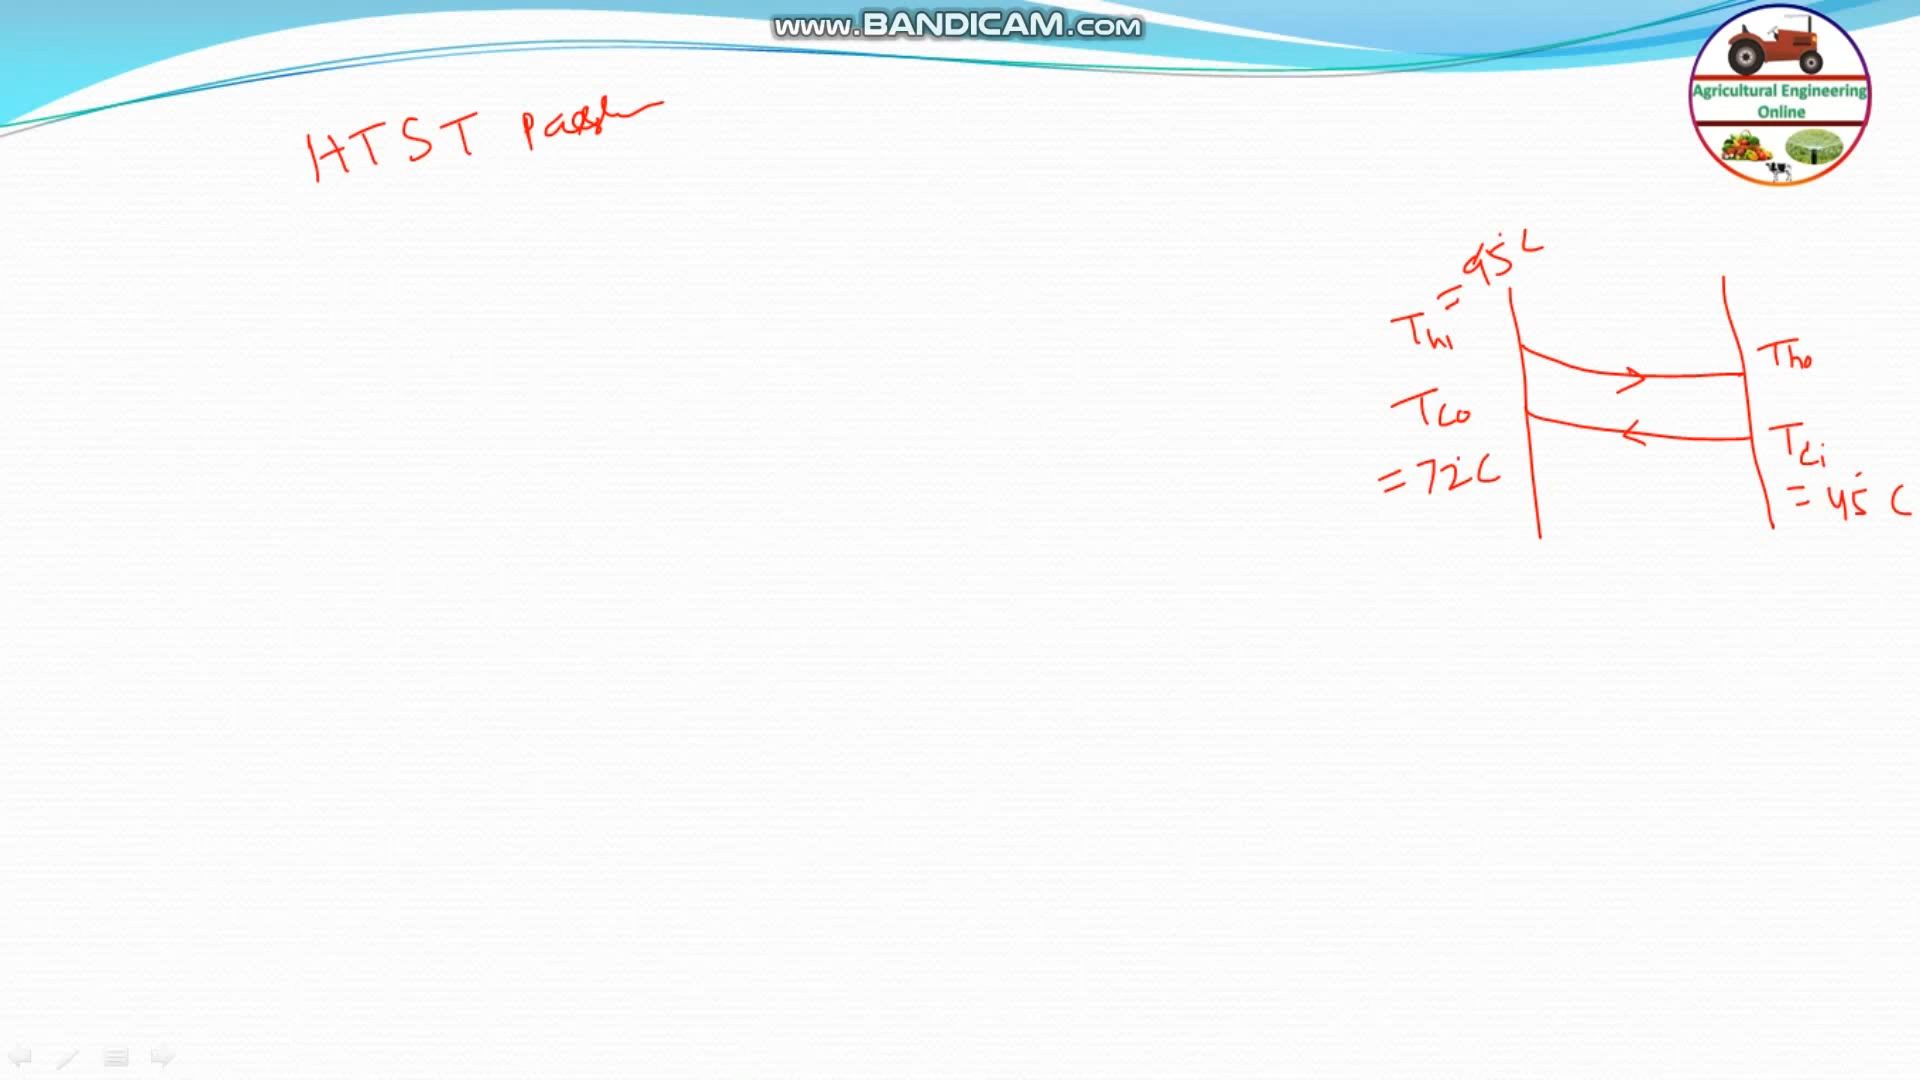 www.BANDICAM.com
Agricultural Engineering
Online
HTST
= 95°C
Thi
Tho
Tco
= 72°C
Tci
= 45°C